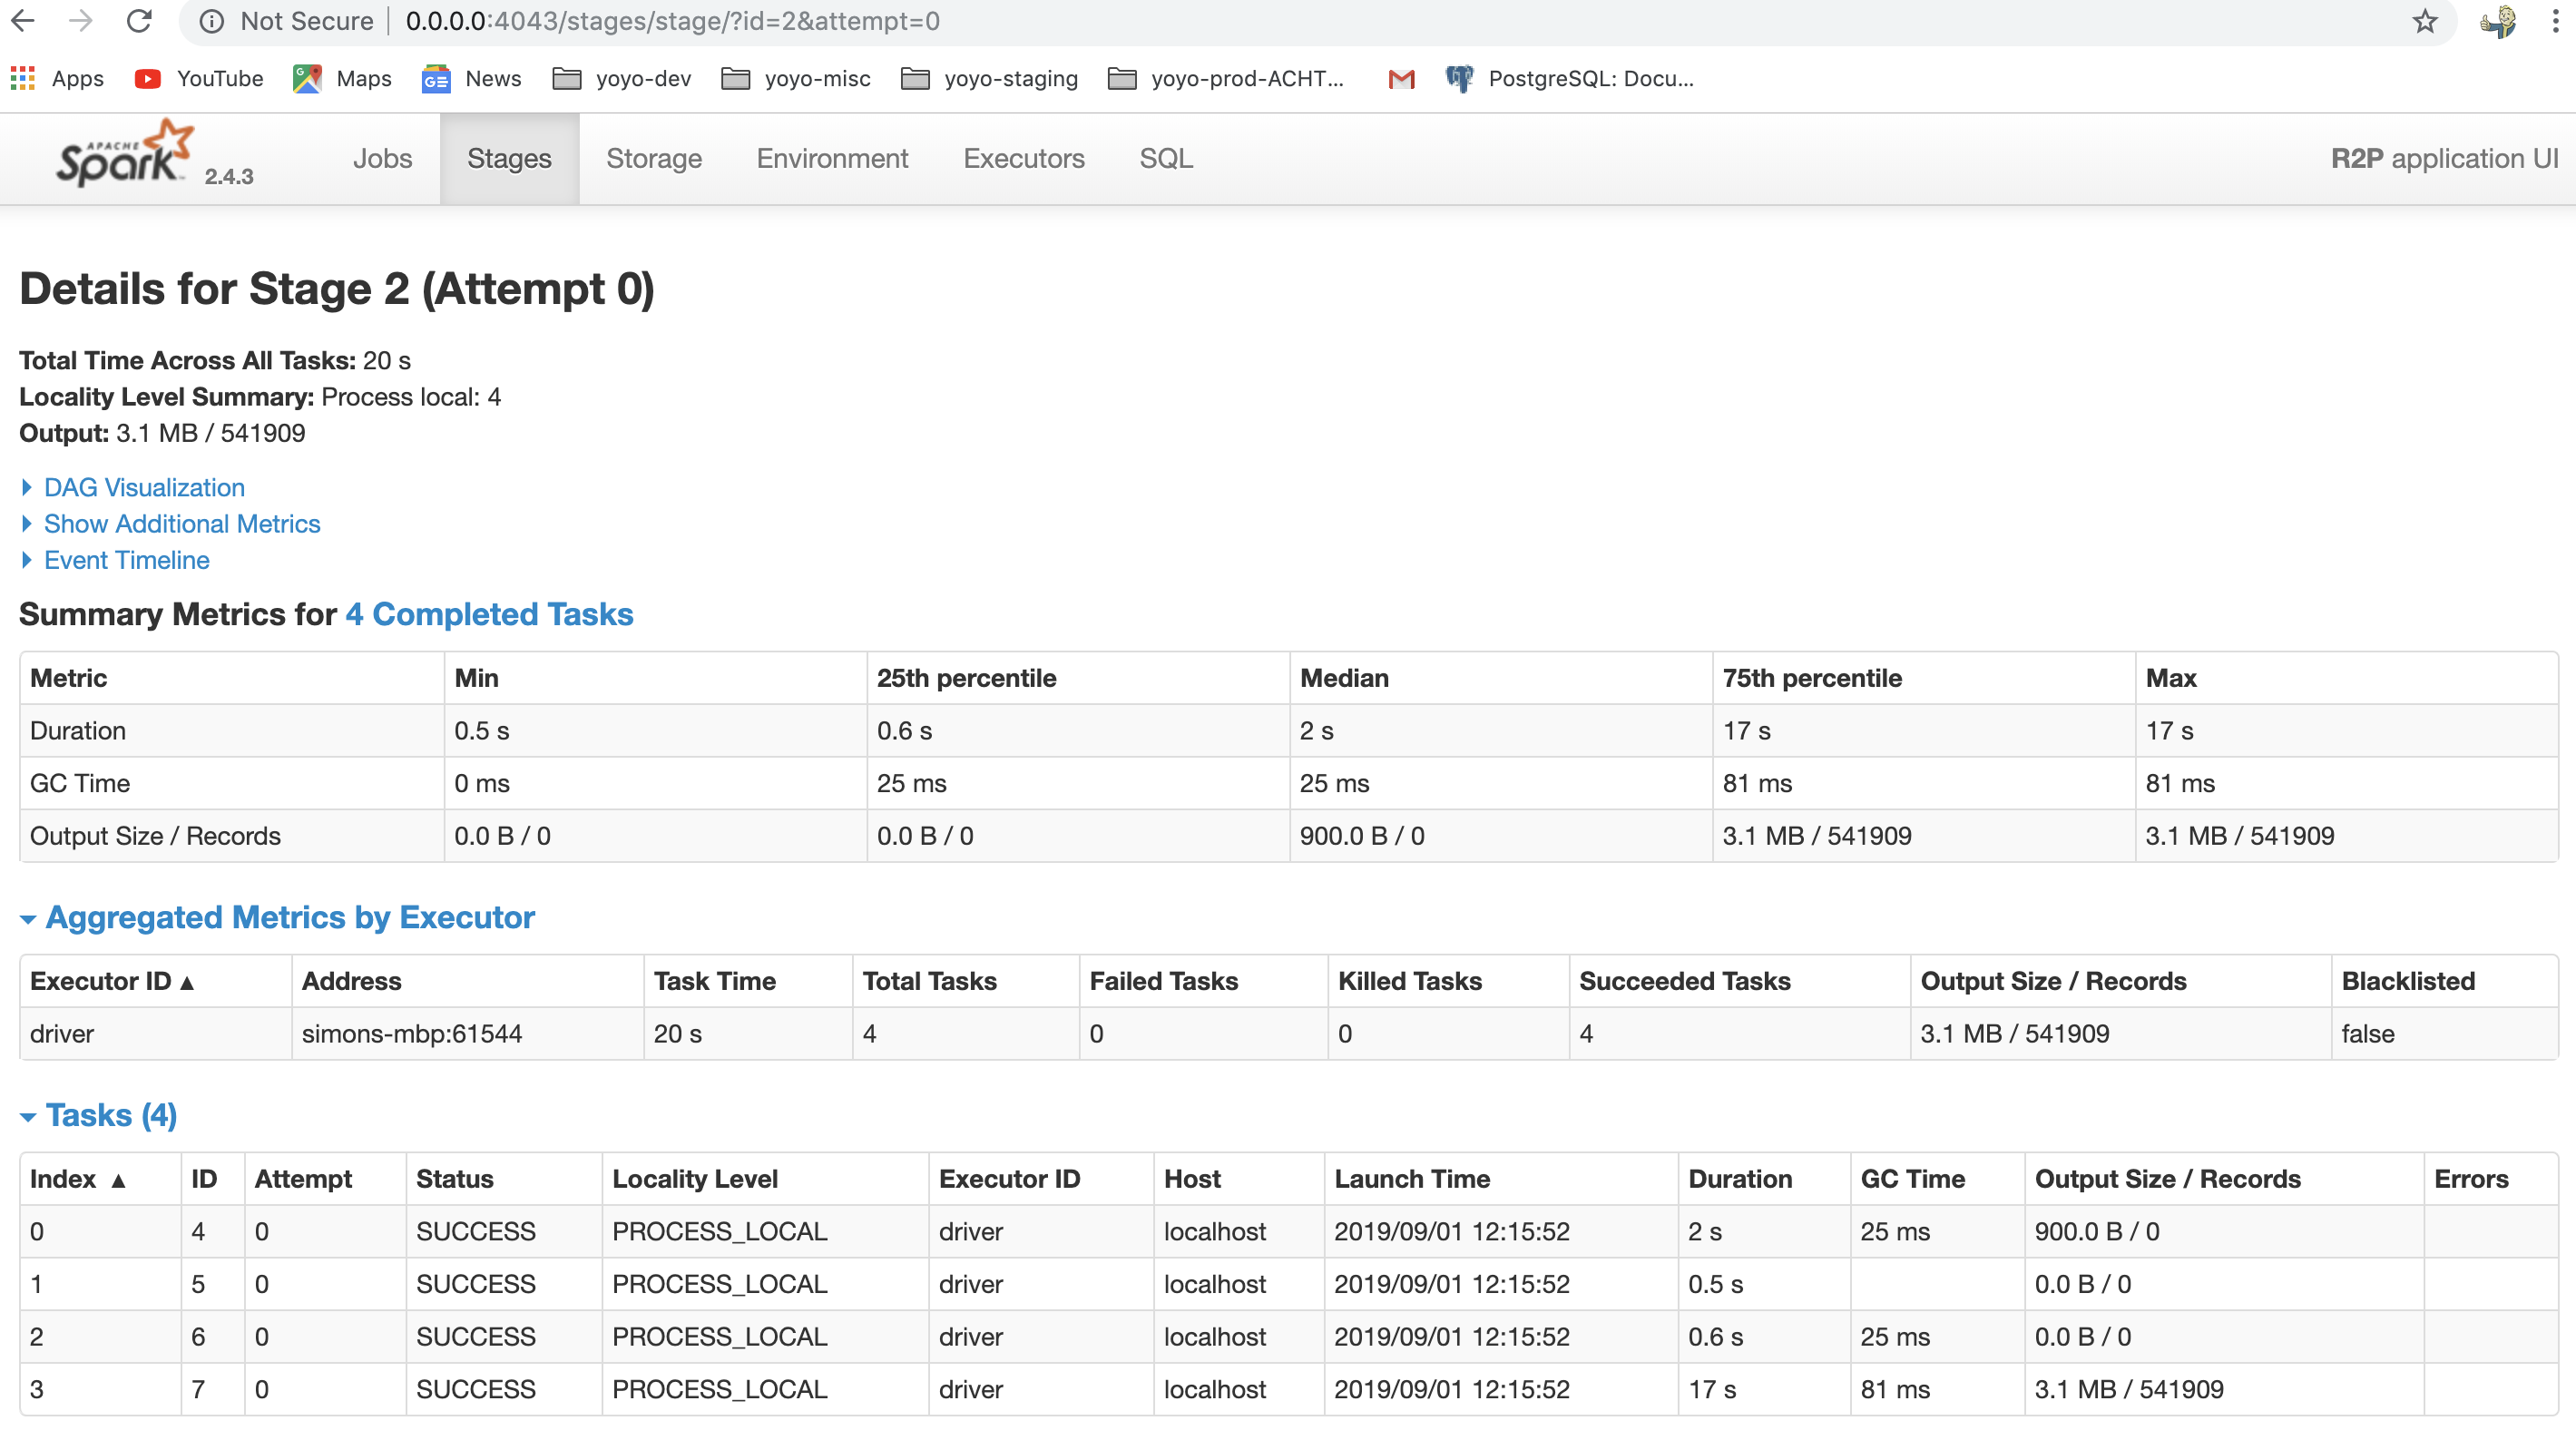 Not Secure 0.0.0.0:4043/stages/stage/?id=2&attempt=0
Apps YouTube Maps News yoyo-dev yoyo-misc yoyo-staging yoyo-prod-ACHT... PostgreSQL: Docu...
APACHE Spark 2.4.3 Jobs Stages Storage Environment Executors SQL R2P application UI
Details for Stage 2 (Attempt 0)
Total Time Across All Tasks: 20 s
Locality Level Summary: Process local: 4
Output: 3.1 MB / 541909
DAG Visualization
Show Additional Metrics
Event Timeline
Summary Metrics for 4 Completed Tasks
Metric Min 25th percentile Median 75th percentile Max
Duration 0.5 s 0.6 s 2 s 17 s 17 s
GC Time 0 ms 25 ms 25 ms 81 ms 81 ms
Output Size / Records 0.0 B / 0 0.0 B / 0 900.0 B / 0 3.1 MB / 541909 3.1 MB / 541909
Aggregated Metrics by Executor
Executor ID ▲ Address Task Time Total Tasks Failed Tasks Killed Tasks Succeeded Tasks Output Size / Records Blacklisted
driver simons-mbp:61544 20 s 4 0 0 4 3.1 MB / 541909 false
Tasks (4)
Index ▲ ID Attempt Status Locality Level Executor ID Host Launch Time Duration GC Time Output Size / Records Errors
0 4 0 SUCCESS PROCESS_LOCAL driver localhost 2019/09/01 12:15:52 2 s 25 ms 900.0 B / 0
1 5 0 SUCCESS PROCESS_LOCAL driver localhost 2019/09/01 12:15:52 0.5 s 0.0 B / 0
2 6 0 SUCCESS PROCESS_LOCAL driver localhost 2019/09/01 12:15:52 0.6 s 25 ms 0.0 B / 0
3 7 0 SUCCESS PROCESS_LOCAL driver localhost 2019/09/01 12:15:52 17 s 81 ms 3.1 MB / 541909